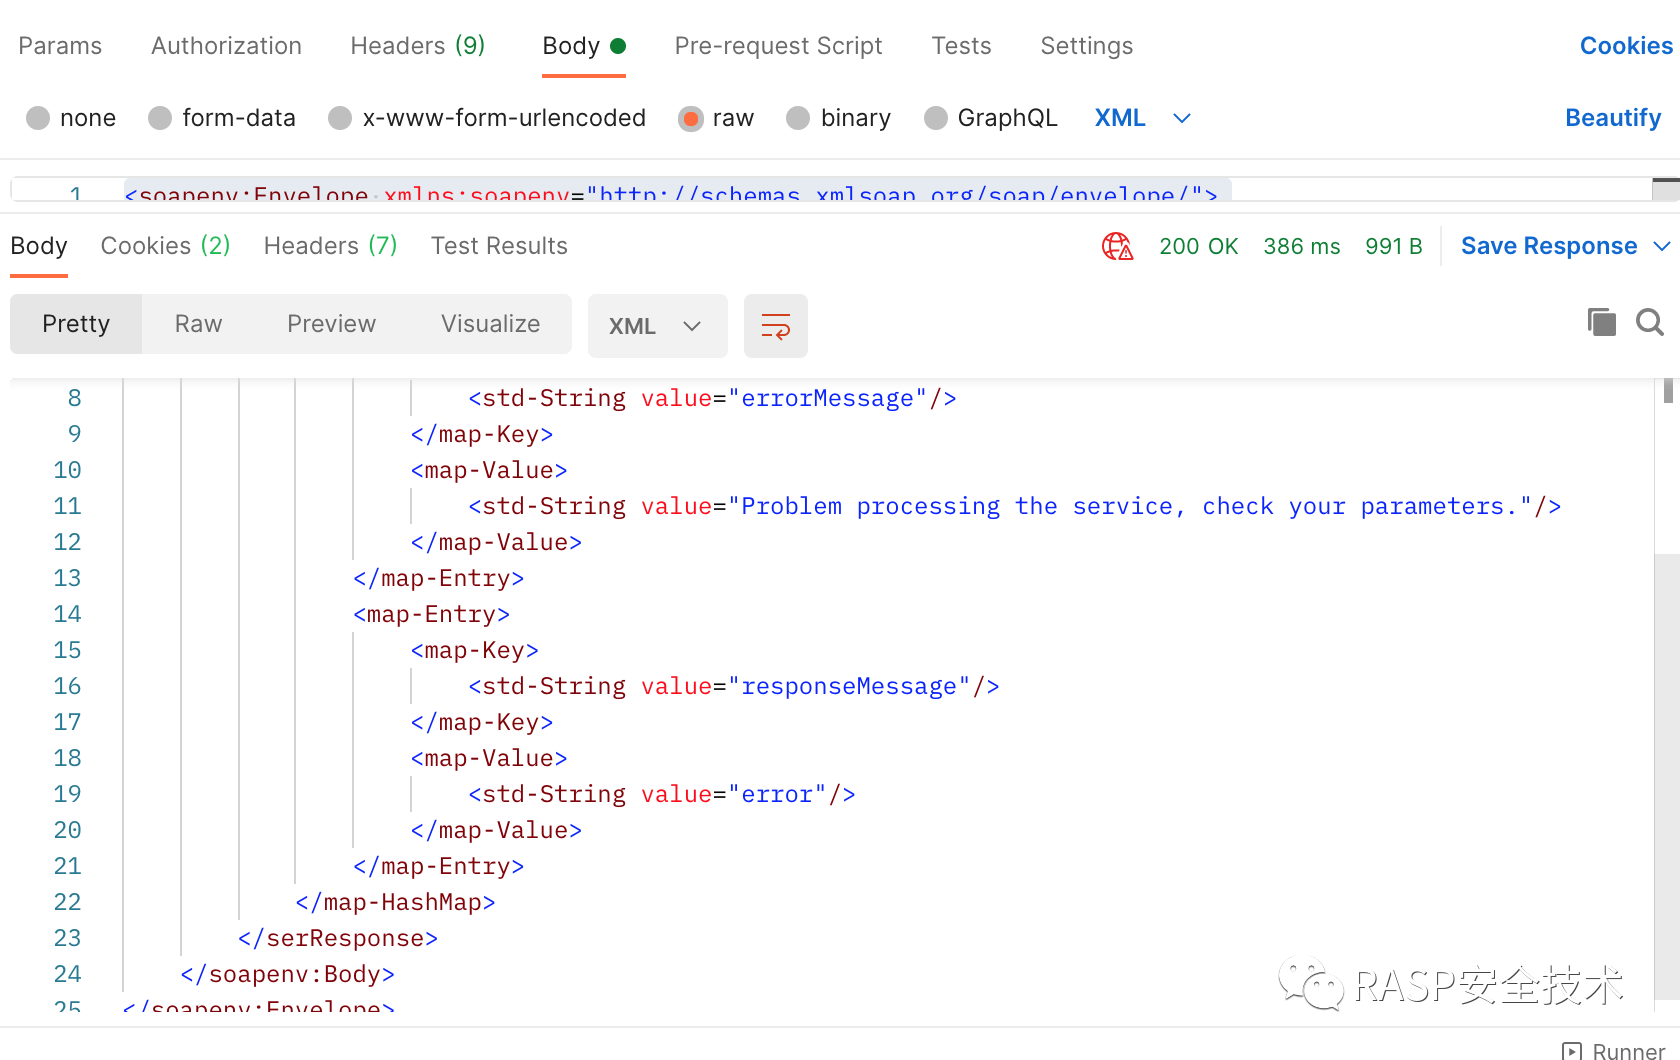 Params Authorization Headers (9) Body Pre-request Script Tests Settings Cookies
none form-data x-www-form-urlencoded raw binary GraphQL XML Beautify
1 <soapenv:Envelope xmlns:soapenv="http://schemas.xmlsoap.org/soap/envelope/">
Body Cookies (2) Headers (7) Test Results 200 OK 386 ms 991 B Save Response
Pretty Raw Preview Visualize XML
8 <std-String value="errorMessage"/>
9 </map-Key>
10 <map-Value>
11 <std-String value="Problem processing the service, check your parameters."/>
12 </map-Value>
13 </map-Entry>
14 <map-Entry>
15 <map-Key>
16 <std-String value="responseMessage"/>
17 </map-Key>
18 <map-Value>
19 <std-String value="error"/>
20 </map-Value>
21 </map-Entry>
22 </map-HashMap>
23 </serResponse>
24 </soapenv:Body>
25 </soapenv:Envelope>
RASP安全技术
Runner